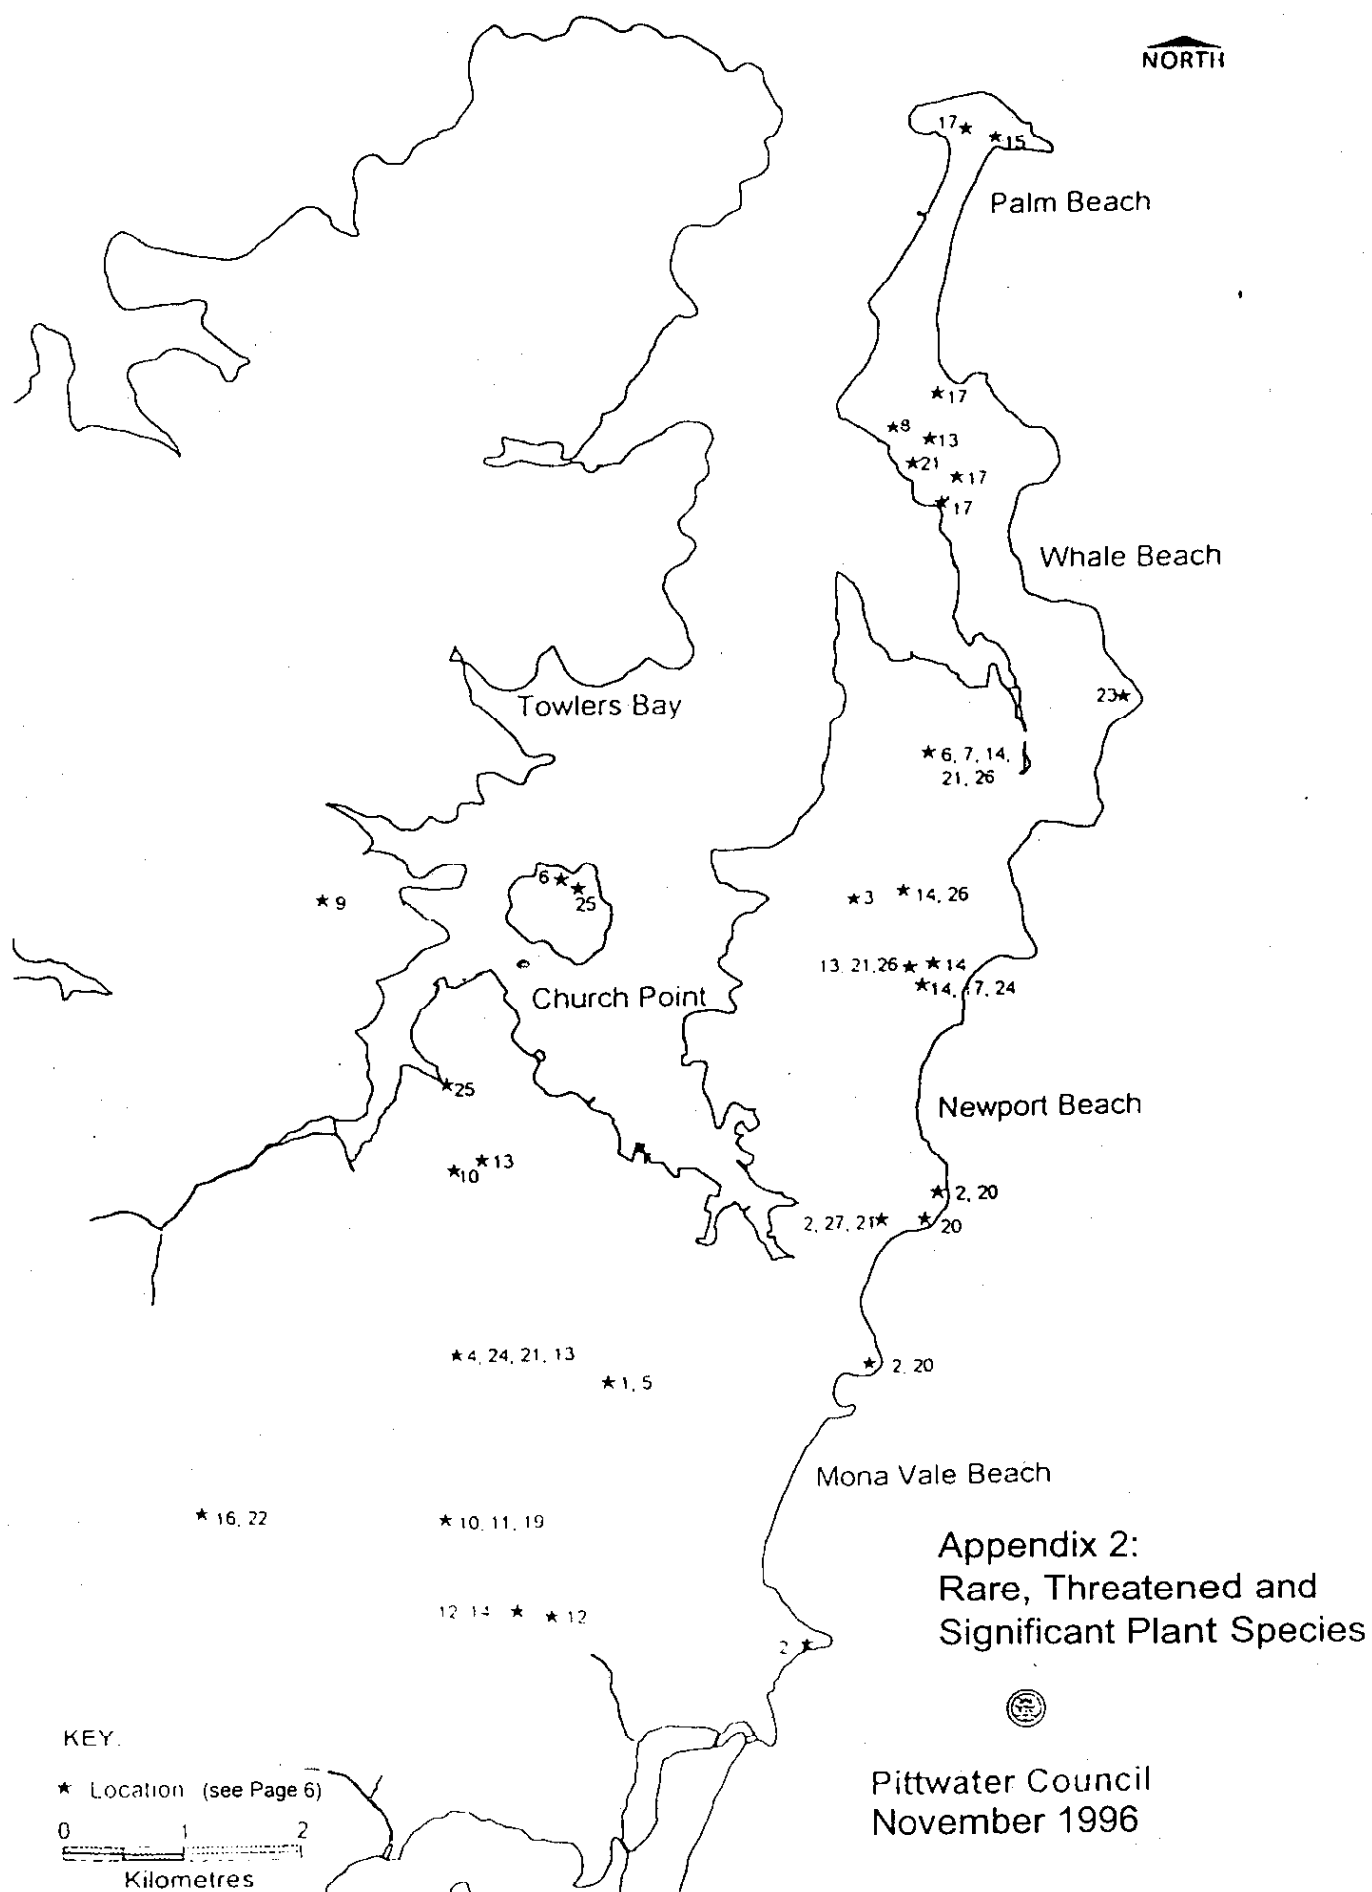 NORTH
17
15
Palm Beach
17
8
13
21
17
17
Whale Beach
23
Towlers Bay
6, 7, 14,
21, 26
6
25
9
3
14, 26
13, 21, 26
14
14, 17, 24
Church Point
25
Newport Beach
13
10
2, 20
2, 27, 21
20
4, 24, 21, 13
2, 20
1, 5
Mona Vale Beach
16, 22
10, 11, 19
Appendix 2:
Rare, Threatened and
Significant Plant Species
12 14
12
2
KEY.
Location (see Page 6)
0 1 2
Kilometres
Pittwater Council
November 1996